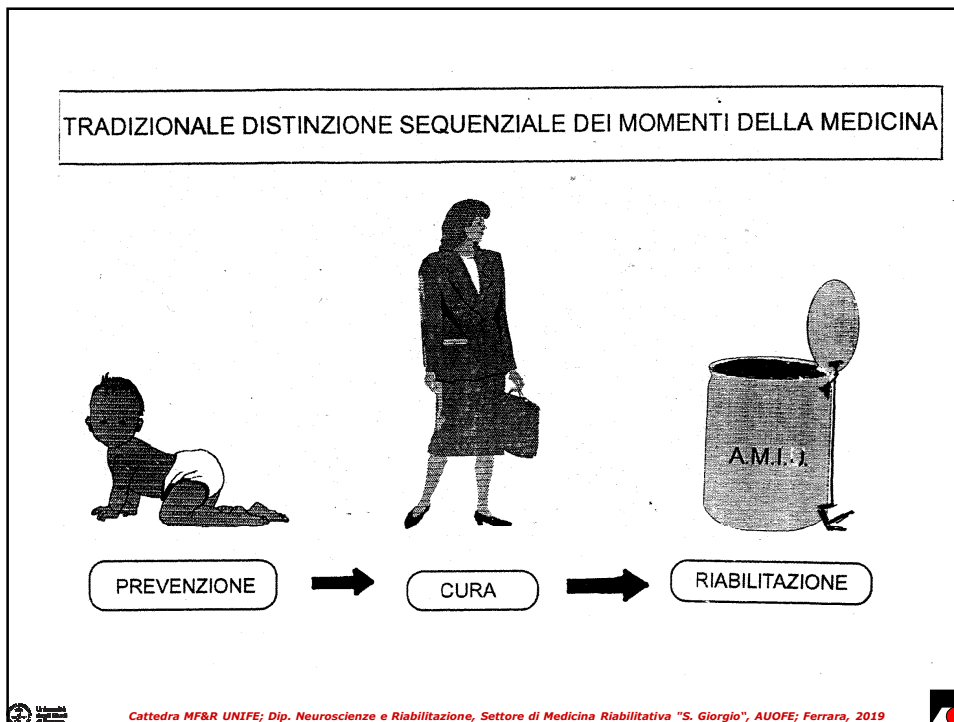 TRADIZIONALE DISTINZIONE SEQUENZIALE DEI MOMENTI DELLA MEDICINA
PREVENZIONE
CURA
RIABILITAZIONE
Cattedra MF&R UNIFE; Dip. Neuroscienze e Riabilitazione, Settore di Medicina Riabilitativa "S. Giorgio", AUOFE; Ferrara, 2019